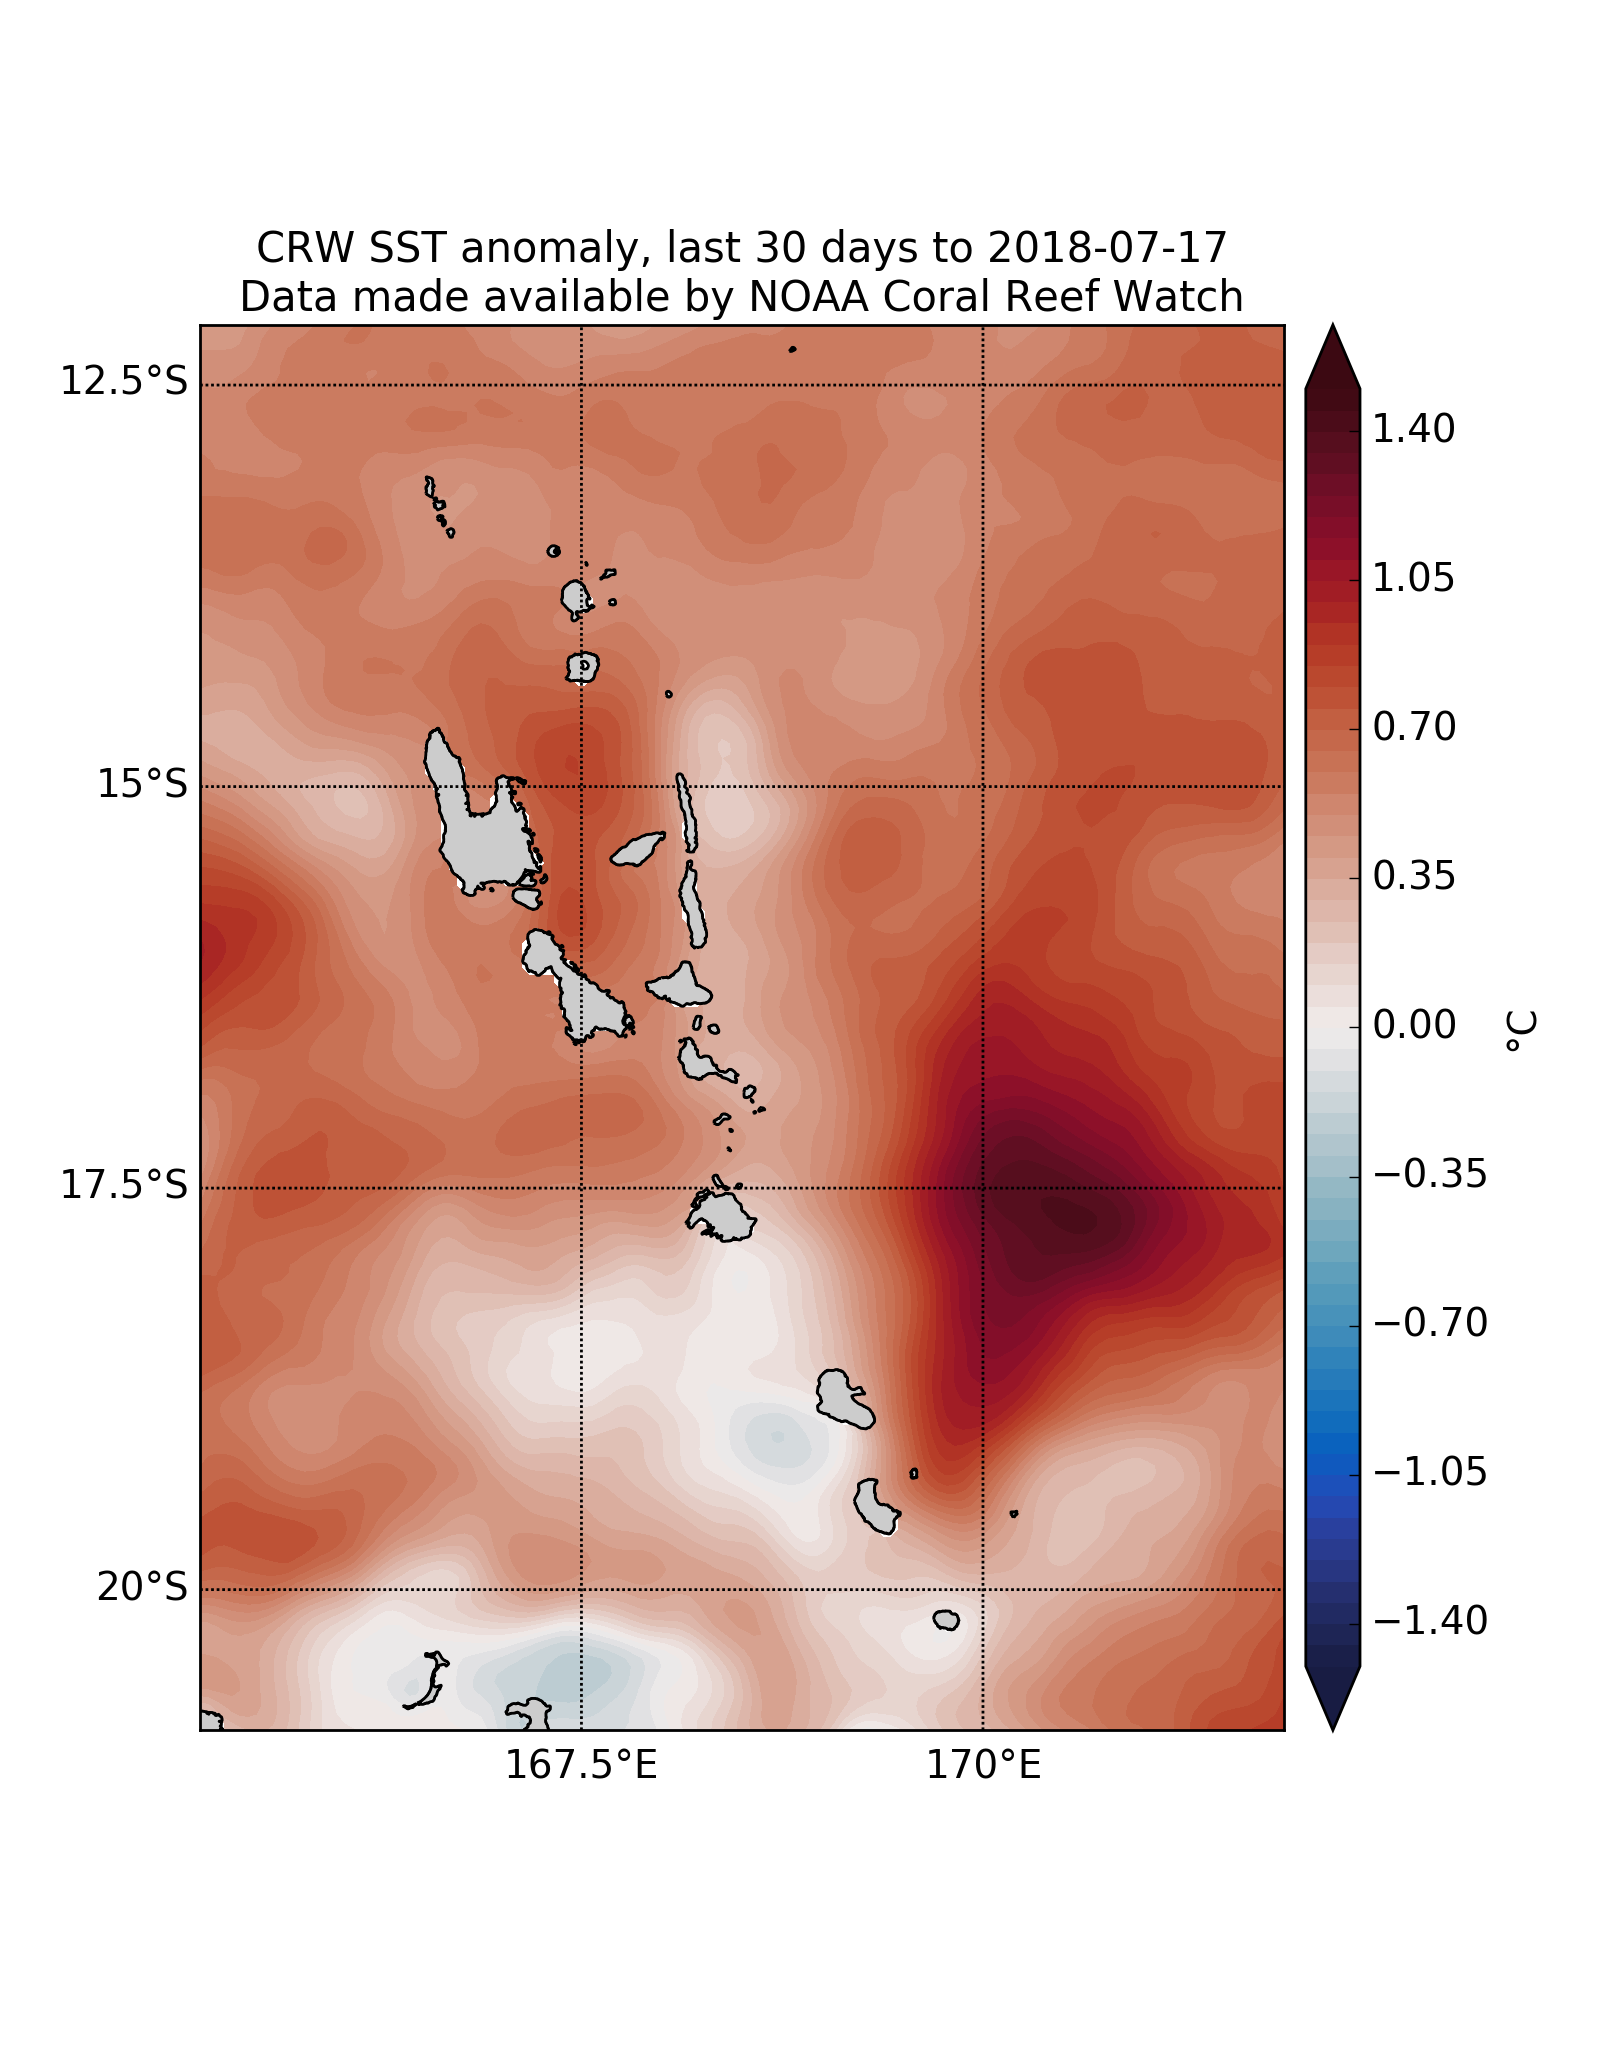 CRW SST anomaly, last 30 days to 2018-07-17
Data made available by NOAA Coral Reef Watch
12.5°S
15°S
17.5°S
20°S
167.5°E
170°E
1.40
1.05
0.70
0.35
0.00
−0.35
−0.70
−1.05
−1.40
°C